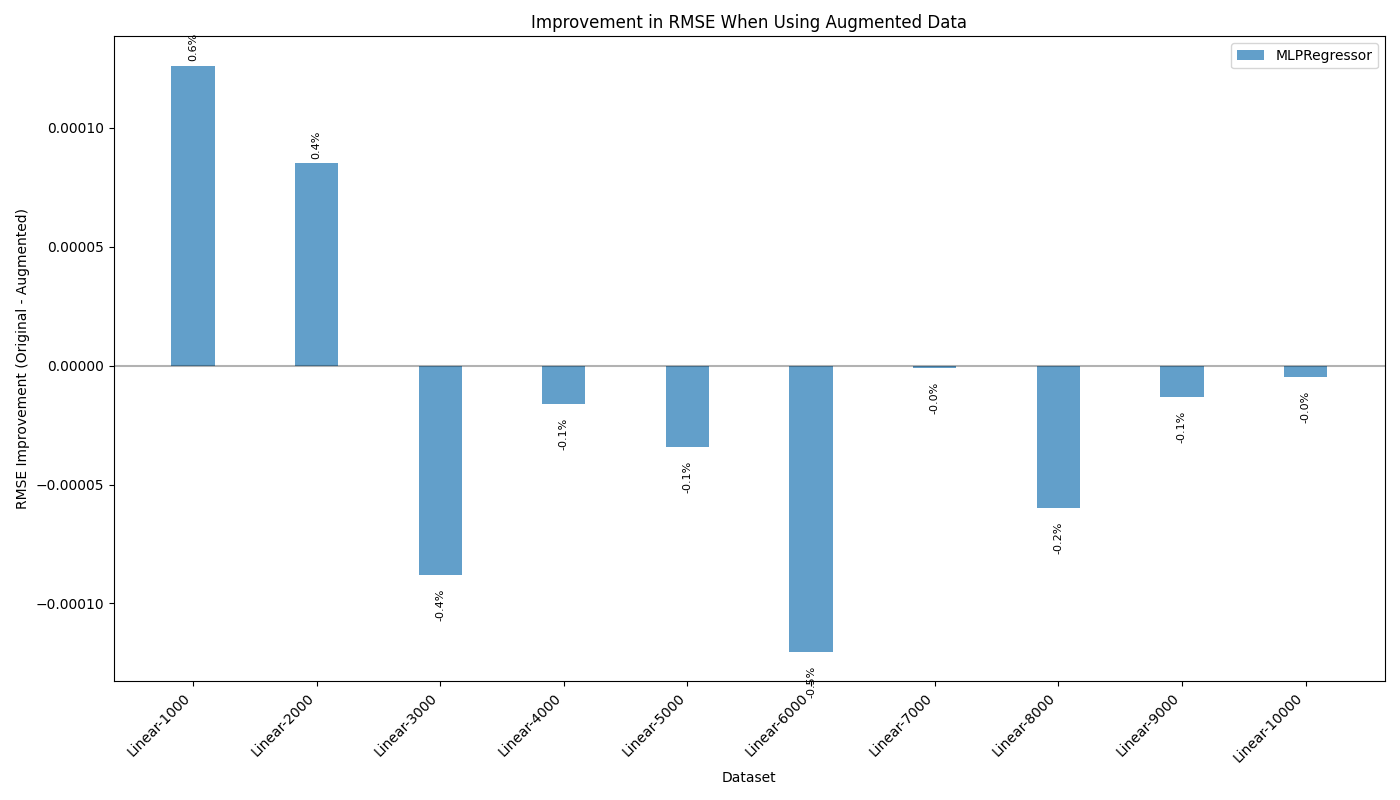 Improvement in RMSE When Using Augmented Data
MLPRegressor
RMSE Improvement (Original - Augmented)
0.00010
0.00005
0.00000
−0.00005
−0.00010
0.6%
0.4%
-0.4%
-0.1%
-0.1%
-0.5%
-0.0%
-0.2%
-0.1%
-0.0%
Linear-1000
Linear-2000
Linear-3000
Linear-4000
Linear-5000
Linear-6000
Linear-7000
Linear-8000
Linear-9000
Linear-10000
Dataset